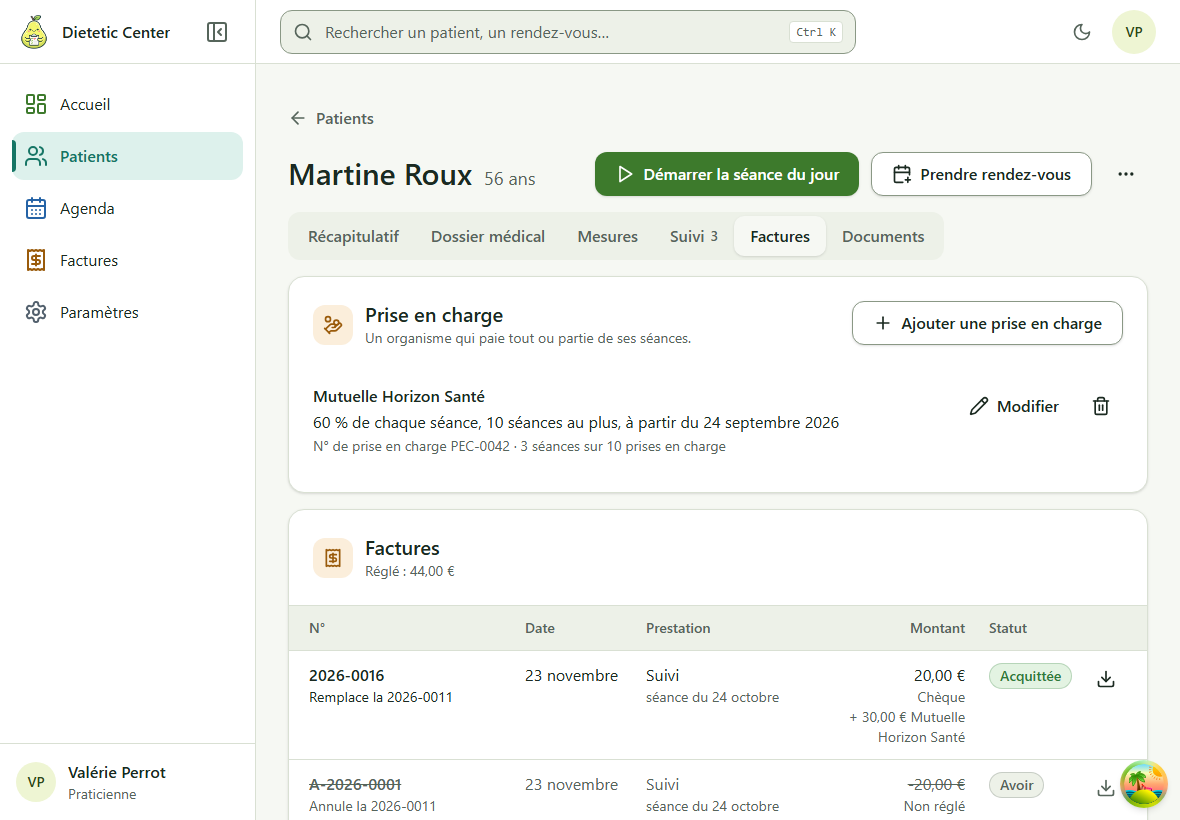 Dietetic Center
Rechercher un patient, un rendez-vous...
Ctrl K
VP
Accueil
Patients
Agenda
Factures
Paramètres
Patients
Martine Roux 56 ans
Démarrer la séance du jour
Prendre rendez-vous
Récapitulatif
Dossier médical
Mesures
Suivi 3
Factures
Documents
Prise en charge
Un organisme qui paie tout ou partie de ses séances.
Ajouter une prise en charge
Mutuelle Horizon Santé
60 % de chaque séance, 10 séances au plus, à partir du 24 septembre 2026
N° de prise en charge PEC-0042 · 3 séances sur 10 prises en charge
Modifier
Factures
Réglé : 44,00 €
N° Date Prestation Montant Statut
2026-0016 23 novembre Suivi 20,00 € Acquittée
Remplace la 2026-0011 séance du 24 octobre Chèque
+ 30,00 € Mutuelle
Horizon Santé
A-2026-0001 23 novembre Suivi -20,00 € Avoir
Annule la 2026-0011 séance du 24 octobre Non réglé
VP
Valérie Perrot
Praticienne